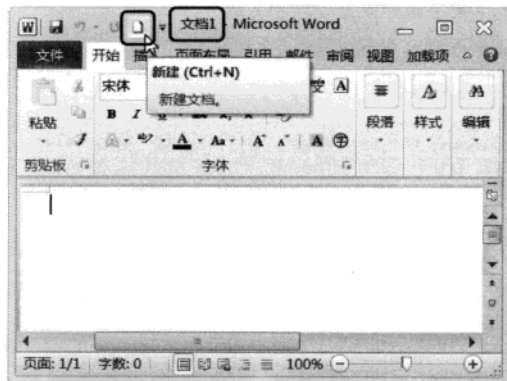 文档1 - Microsoft Word
文件 开始 插入 页面布局 引用 邮件 审阅 视图 加载项
新建 (Ctrl+N)
新建文档。
宋体
粘贴
段落 样式 编辑
剪贴板 字体
页面: 1/1 字数: 0 100%